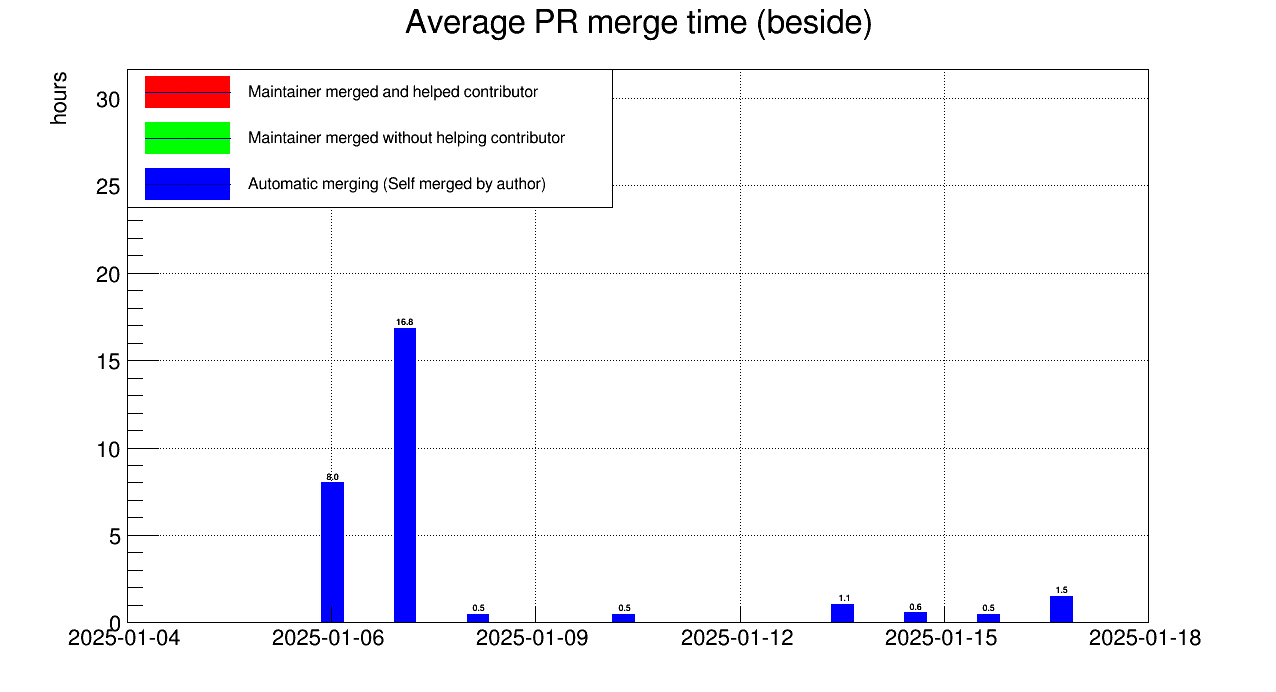 Average PR merge time (beside)
hours
30
25
20
15
10
5
0
Maintainer merged and helped contributor
Maintainer merged without helping contributor
Automatic merging (Self merged by author)
8.0
16.8
0.5
0.5
1.1
0.6
0.5
1.5
2025-01-04 2025-01-06 2025-01-09 2025-01-12 2025-01-15 2025-01-18